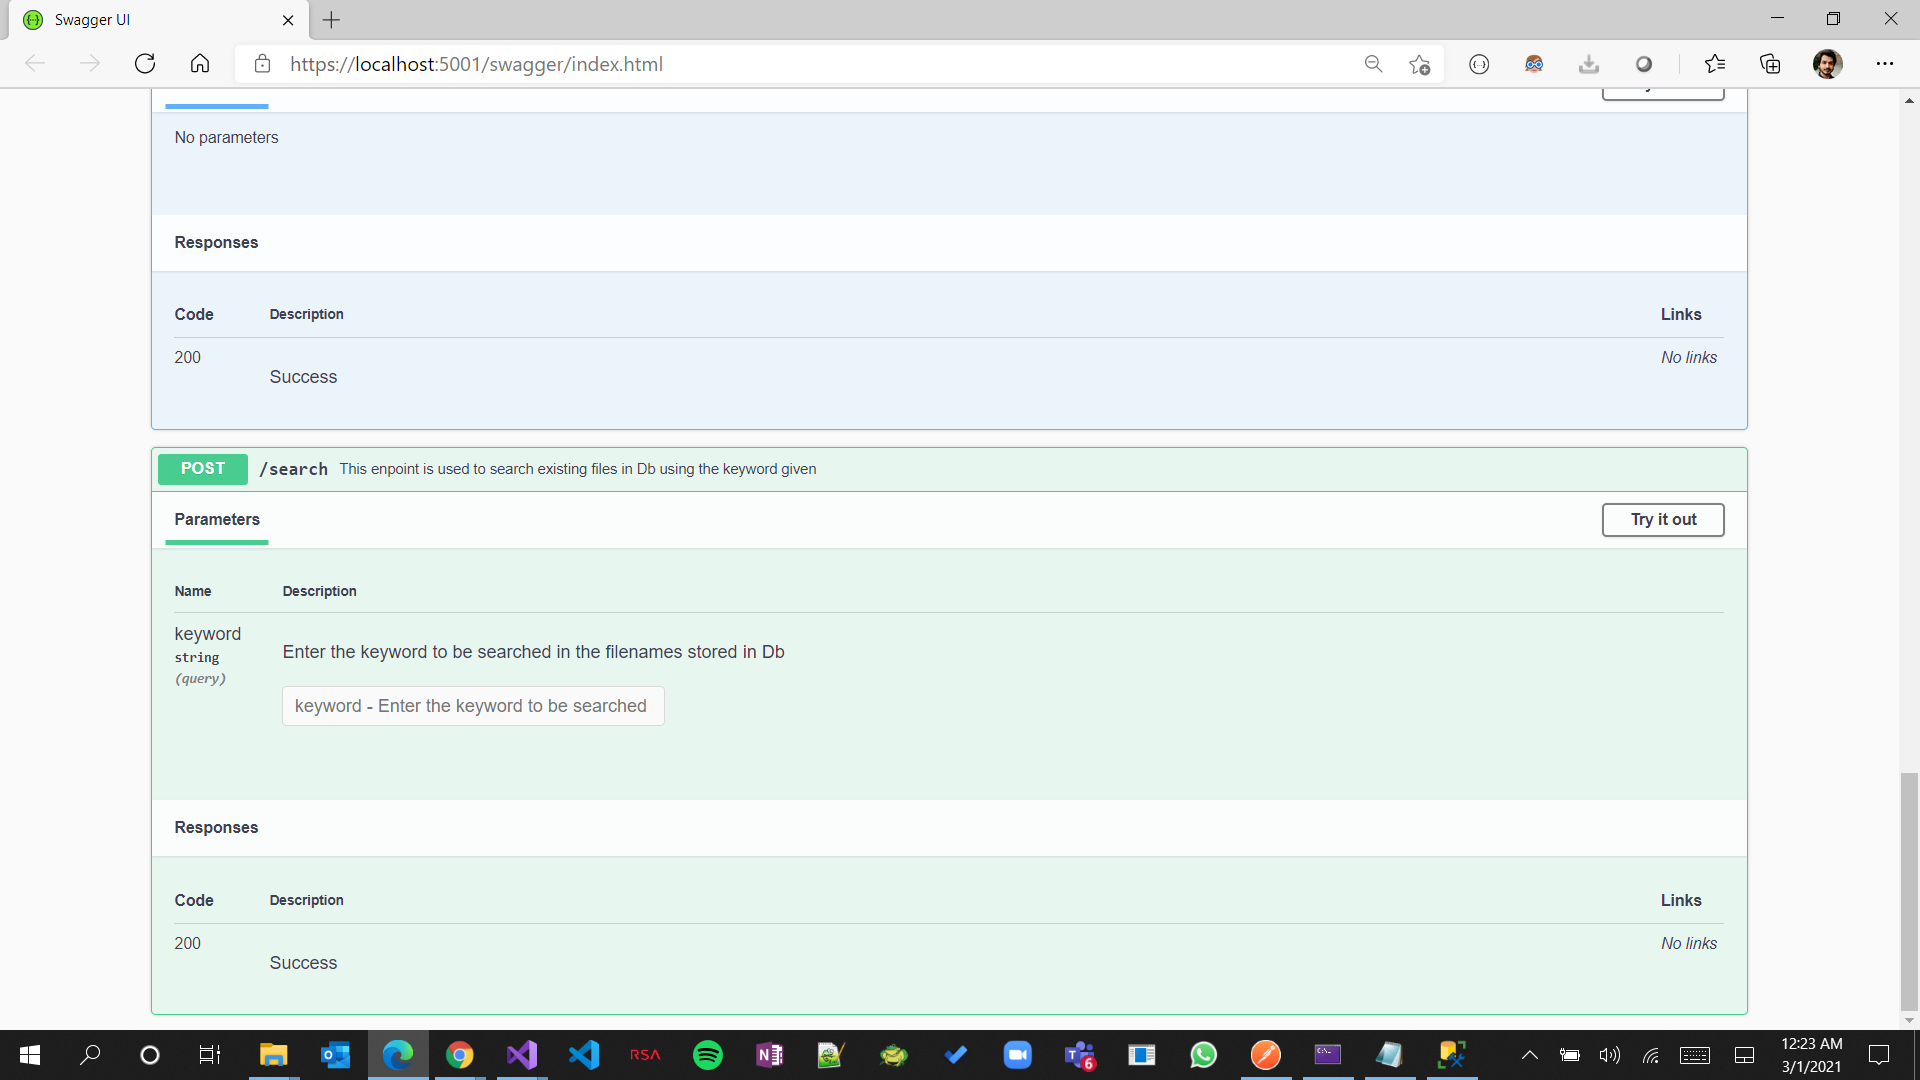 Swagger UI
https://localhost:5001/swagger/index.html
No parameters
Responses
Code Description Links
200 Success No links
POST /search This enpoint is used to search existing files in Db using the keyword given
Parameters Try it out
Name Description
keyword
string
(query)
Enter the keyword to be searched in the filenames stored in Db
keyword - Enter the keyword to be searched
Responses
Code Description Links
200 Success No links
RSA
6
12:23 AM
3/1/2021